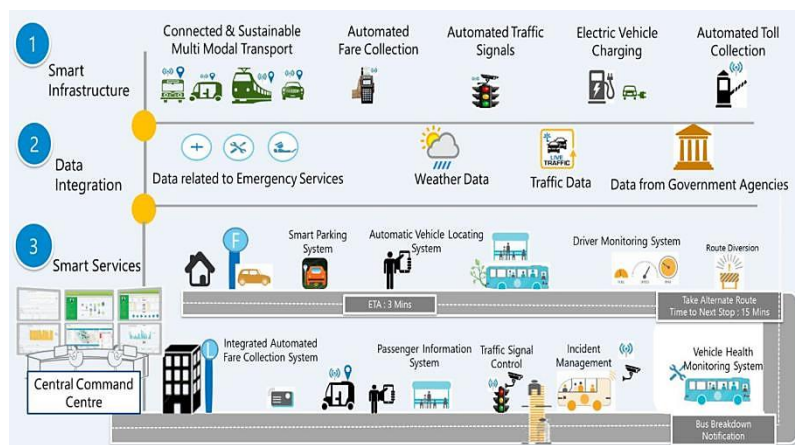 1
Smart
Infrastructure
Connected & Sustainable
Multi Modal Transport
Automated
Fare Collection
Automated Traffic
Signals
Electric Vehicle
Charging
Automated Toll
Collection
2
Data
Integration
Data related to Emergency Services
Weather Data
LIVE
TRAFFIC
Traffic Data
Data from Government Agencies
3
Smart Services
F
Smart Parking
System
Automatic Vehicle Locating
System
Driver Monitoring System
Route Diversion
ETA : 3 Mins
Take Alternate Route
Time to Next Stop : 15 Mins
Central Command
Centre
L
Integrated Automated
Fare Collection System
Passenger Information
System
Traffic Signal
Control
Incident
Management
Vehicle Health
Monitoring System
Bus Breakdown
Notification